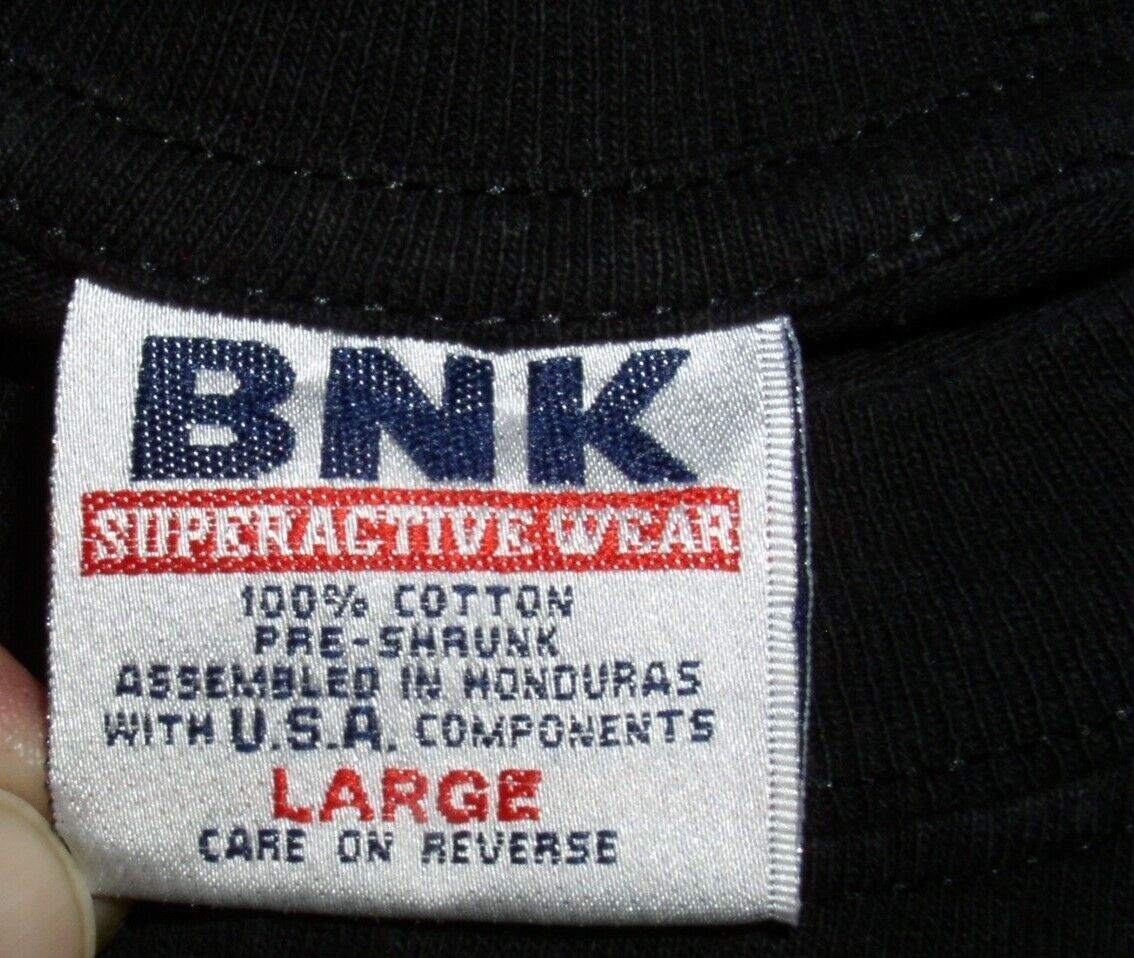 BNK
SUPERACTIVE WEAR
100% COTTON
PRE-SHRUNK
ASSEMBLED IN HONDURAS
WITH U.S.A. COMPONENTS
LARGE
CARE ON REVERSE